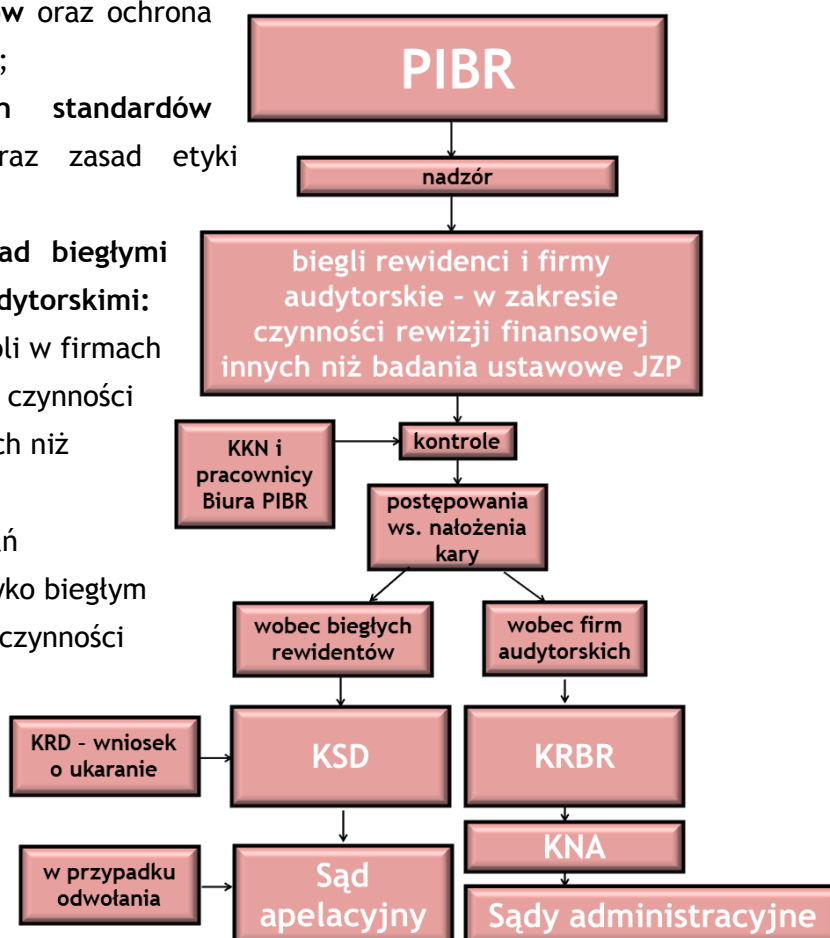 ów oraz ochrona
;
h standardów
raz zasad etyki
ad biegłymi
dytorskimi:
oli w firmach
czynności
ch niż
ań
yko biegłym
czynności
PIBR
nadzór
biegli rewidenci i firmy
audytorskie - w zakresie
czynności rewizji finansowej
innych niż badania ustawowe JZP
kontrole
KKN i
pracownicy
Biura PIBR
postępowania
ws. nałożenia
kary
wobec biegłych
rewidentów
wobec firm
audytorskich
KRD - wniosek
o ukaranie
KSD
KRBR
KNA
w przypadku
odwołania
Sąd
apelacyjny
Sądy administracyjne